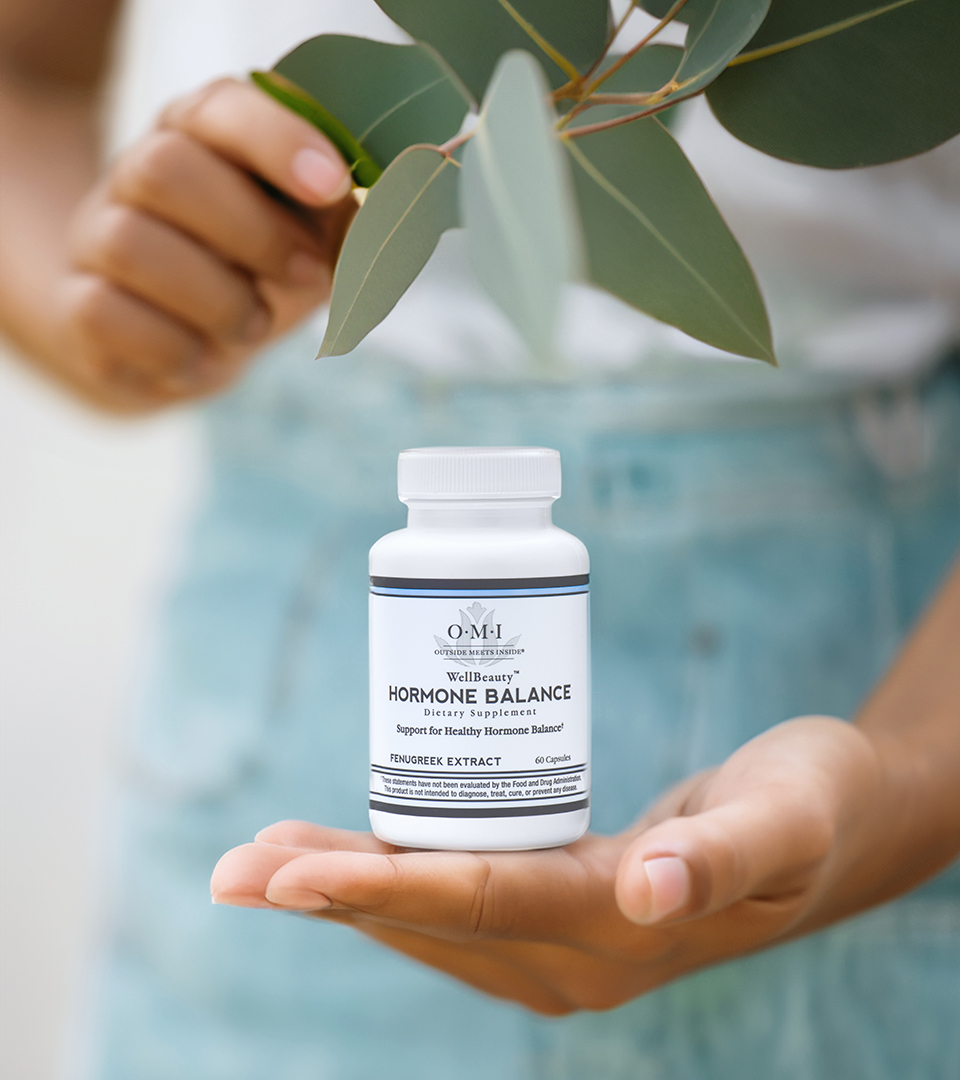 O·M·I
OUTSIDE MEETS INSIDE®
WellBeauty™
HORMONE BALANCE
Dietary Supplement
Support for Healthy Hormone Balance†
FENUGREEK EXTRACT 60 Capsules
†These statements have not been evaluated by the Food and Drug Administration.
This product is not intended to diagnose, treat, cure, or prevent any disease.